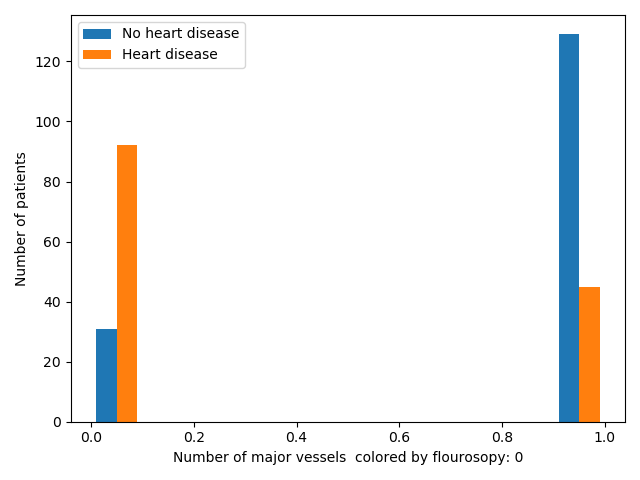 No heart disease
Heart disease
120
100
80
60
40
20
0
Number of patients
0.0 0.2 0.4 0.6 0.8 1.0
Number of major vessels  colored by flourosopy: 0